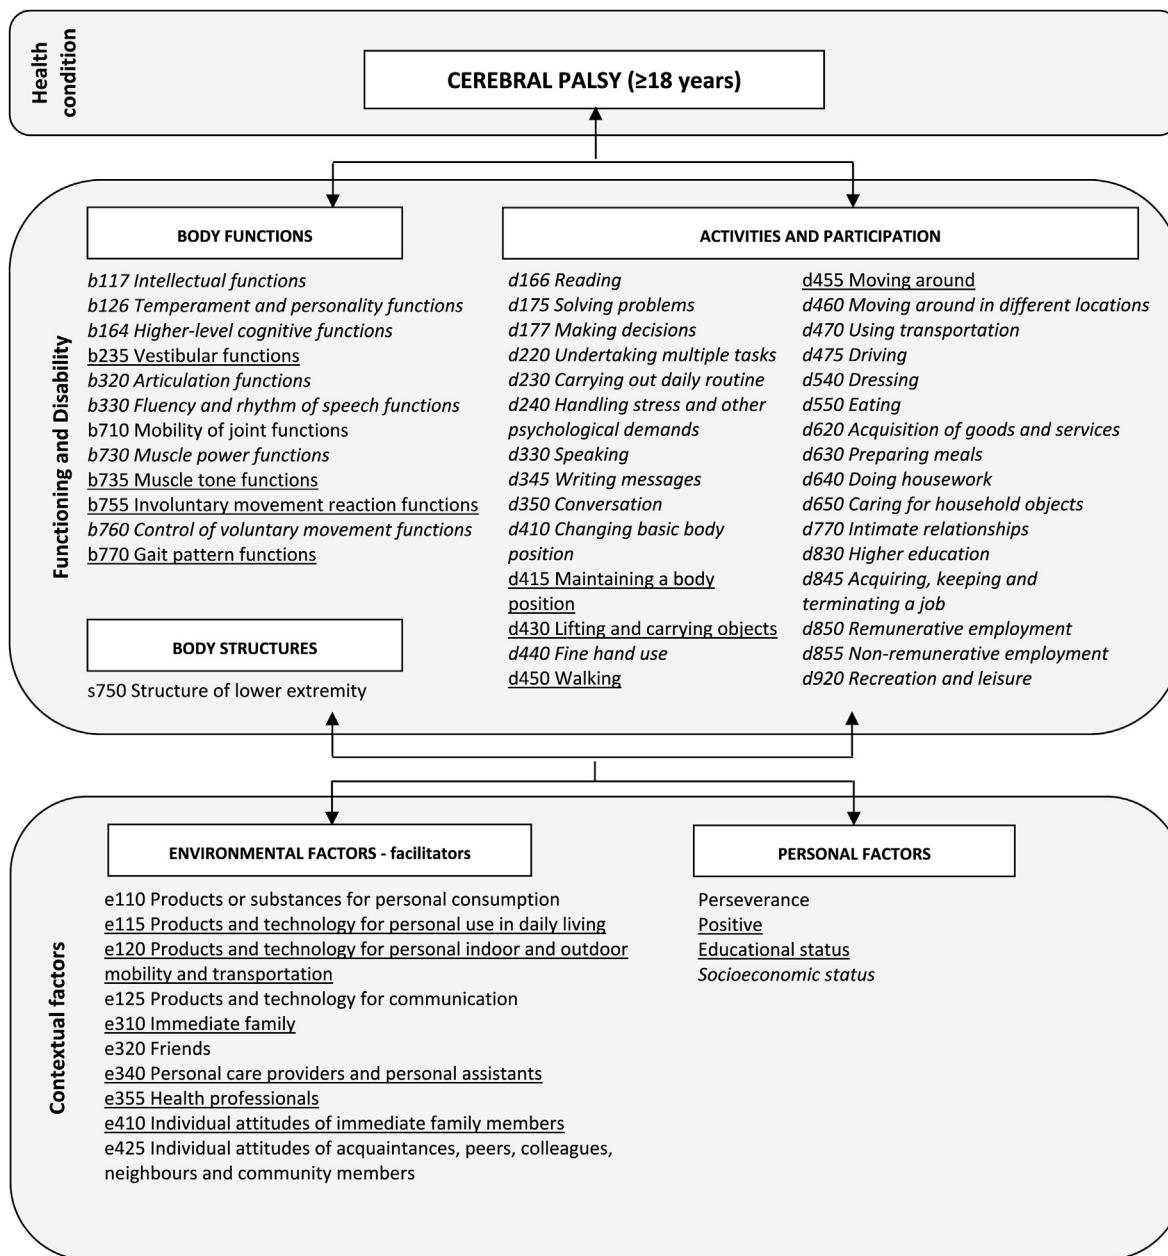 Health
condition
CEREBRAL PALSY (≥18 years)
Functioning and Disability
BODY FUNCTIONS
b117 Intellectual functions
b126 Temperament and personality functions
b164 Higher-level cognitive functions
b235 Vestibular functions
b320 Articulation functions
b330 Fluency and rhythm of speech functions
b710 Mobility of joint functions
b730 Muscle power functions
b735 Muscle tone functions
b755 Involuntary movement reaction functions
b760 Control of voluntary movement functions
b770 Gait pattern functions
BODY STRUCTURES
s750 Structure of lower extremity
ACTIVITIES AND PARTICIPATION
d166 Reading
d175 Solving problems
d177 Making decisions
d220 Undertaking multiple tasks
d230 Carrying out daily routine
d240 Handling stress and other
psychological demands
d330 Speaking
d345 Writing messages
d350 Conversation
d410 Changing basic body
position
d415 Maintaining a body
position
d430 Lifting and carrying objects
d440 Fine hand use
d450 Walking
d455 Moving around
d460 Moving around in different locations
d470 Using transportation
d475 Driving
d540 Dressing
d550 Eating
d620 Acquisition of goods and services
d630 Preparing meals
d640 Doing housework
d650 Caring for household objects
d770 Intimate relationships
d830 Higher education
d845 Acquiring, keeping and
terminating a job
d850 Remunerative employment
d855 Non-remunerative employment
d920 Recreation and leisure
Contextual factors
ENVIRONMENTAL FACTORS - facilitators
e110 Products or substances for personal consumption
e115 Products and technology for personal use in daily living
e120 Products and technology for personal indoor and outdoor
mobility and transportation
e125 Products and technology for communication
e310 Immediate family
e320 Friends
e340 Personal care providers and personal assistants
e355 Health professionals
e410 Individual attitudes of immediate family members
e425 Individual attitudes of acquaintances, peers, colleagues,
neighbours and community members
PERSONAL FACTORS
Perseverance
Positive
Educational status
Socioeconomic status